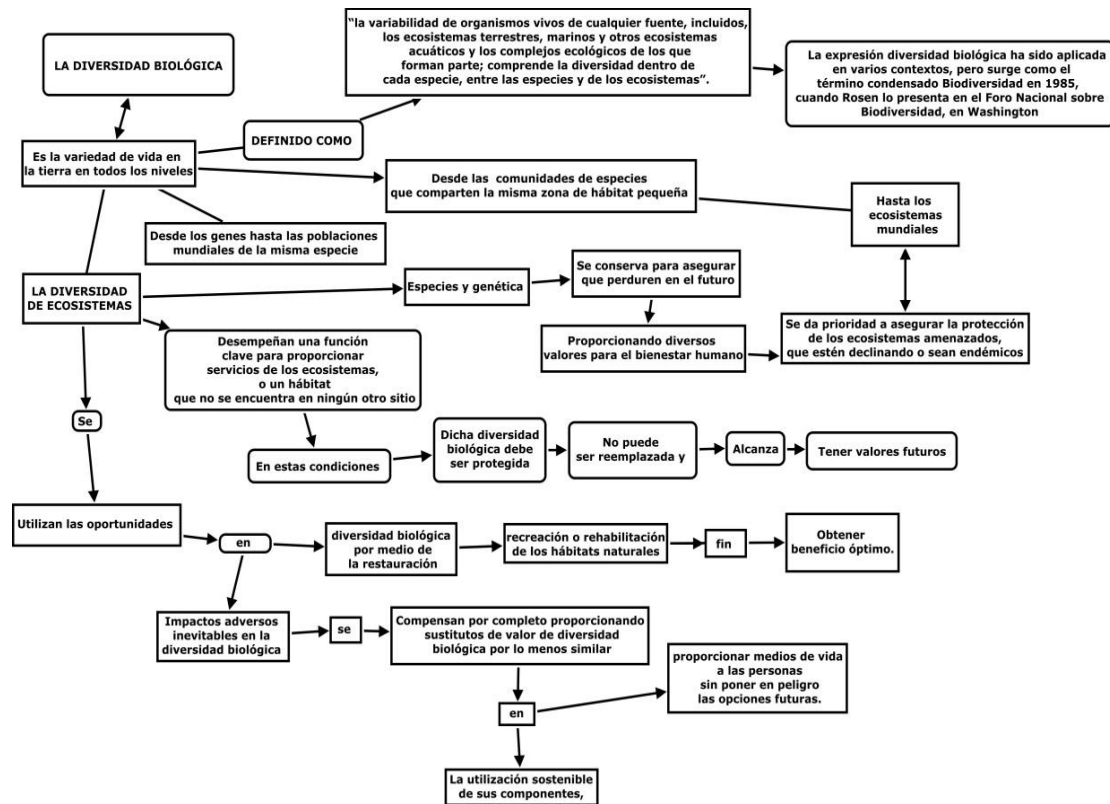 "la variabilidad de organismos vivos de cualquier fuente, incluidos,
los ecosistemas terrestres, marinos y otros ecosistemas
acuáticos y los complejos ecológicos de los que
forman parte; comprende la diversidad dentro de
cada especie, entre las especies y de los ecosistemas".
LA DIVERSIDAD BIOLÓGICA
La expresión diversidad biológica ha sido aplicada
en varios contextos, pero surge como el
término condensado Biodiversidad en 1985,
cuando Rosen lo presenta en el Foro Nacional sobre
Biodiversidad, en Washington
DEFINIDO COMO
Es la variedad de vida en
la tierra en todos los niveles
Desde las comunidades de especies
que comparten la misma zona de hábitat pequeña
Hasta los
ecosistemas
mundiales
Desde los genes hasta las poblaciones
mundiales de la misma especie
LA DIVERSIDAD
DE ECOSISTEMAS
Especies y genética
Se conserva para asegurar
que perduren en el futuro
Proporcionando diversos
valores para el bienestar humano
Se da prioridad a asegurar la protección
de los ecosistemas amenazados,
que estén declinando o sean endémicos
Desempeñan una función
clave para proporcionar
servicios de los ecosistemas,
o un hábitat
que no se encuentra en ningún otro sitio
Se
En estas condiciones
Dicha diversidad
biológica debe
ser protegida
No puede
ser reemplazada y
Alcanza
Tener valores futuros
Utilizan las oportunidades
en
diversidad biológica
por medio de
la restauración
recreación o rehabilitación
de los hábitats naturales
fin
Obtener
beneficio óptimo.
Impactos adversos
inevitables en la
diversidad biológica
se
Compensan por completo proporcionando
sustitutos de valor de diversidad
biológica por lo menos similar
proporcionar medios de vida
a las personas
sin poner en peligro
las opciones futuras.
en
La utilización sostenible
de sus componentes,